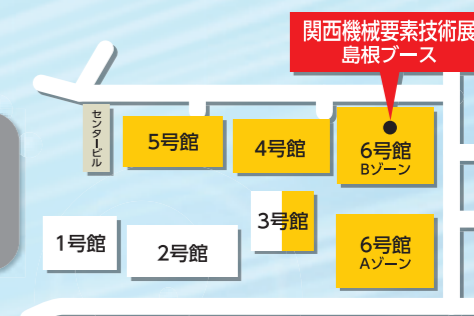 関西機械要素技術展
島根ブース
センタービル
5号館
4号館
6号館
Bゾーン
3号館
1号館
2号館
6号館
Aゾーン